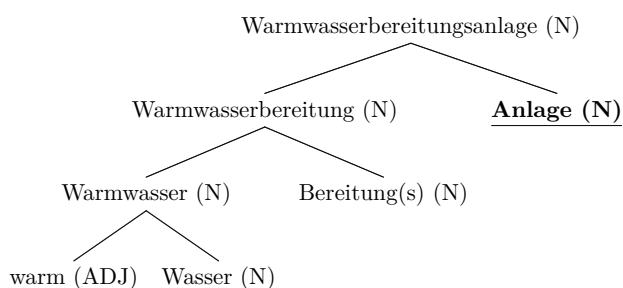 Warmwasserbereitungsanlage (N)
Warmwasserbereitung (N) Anlage (N)
Warmwasser (N) Bereitung(s) (N)
warm (ADJ) Wasser (N)